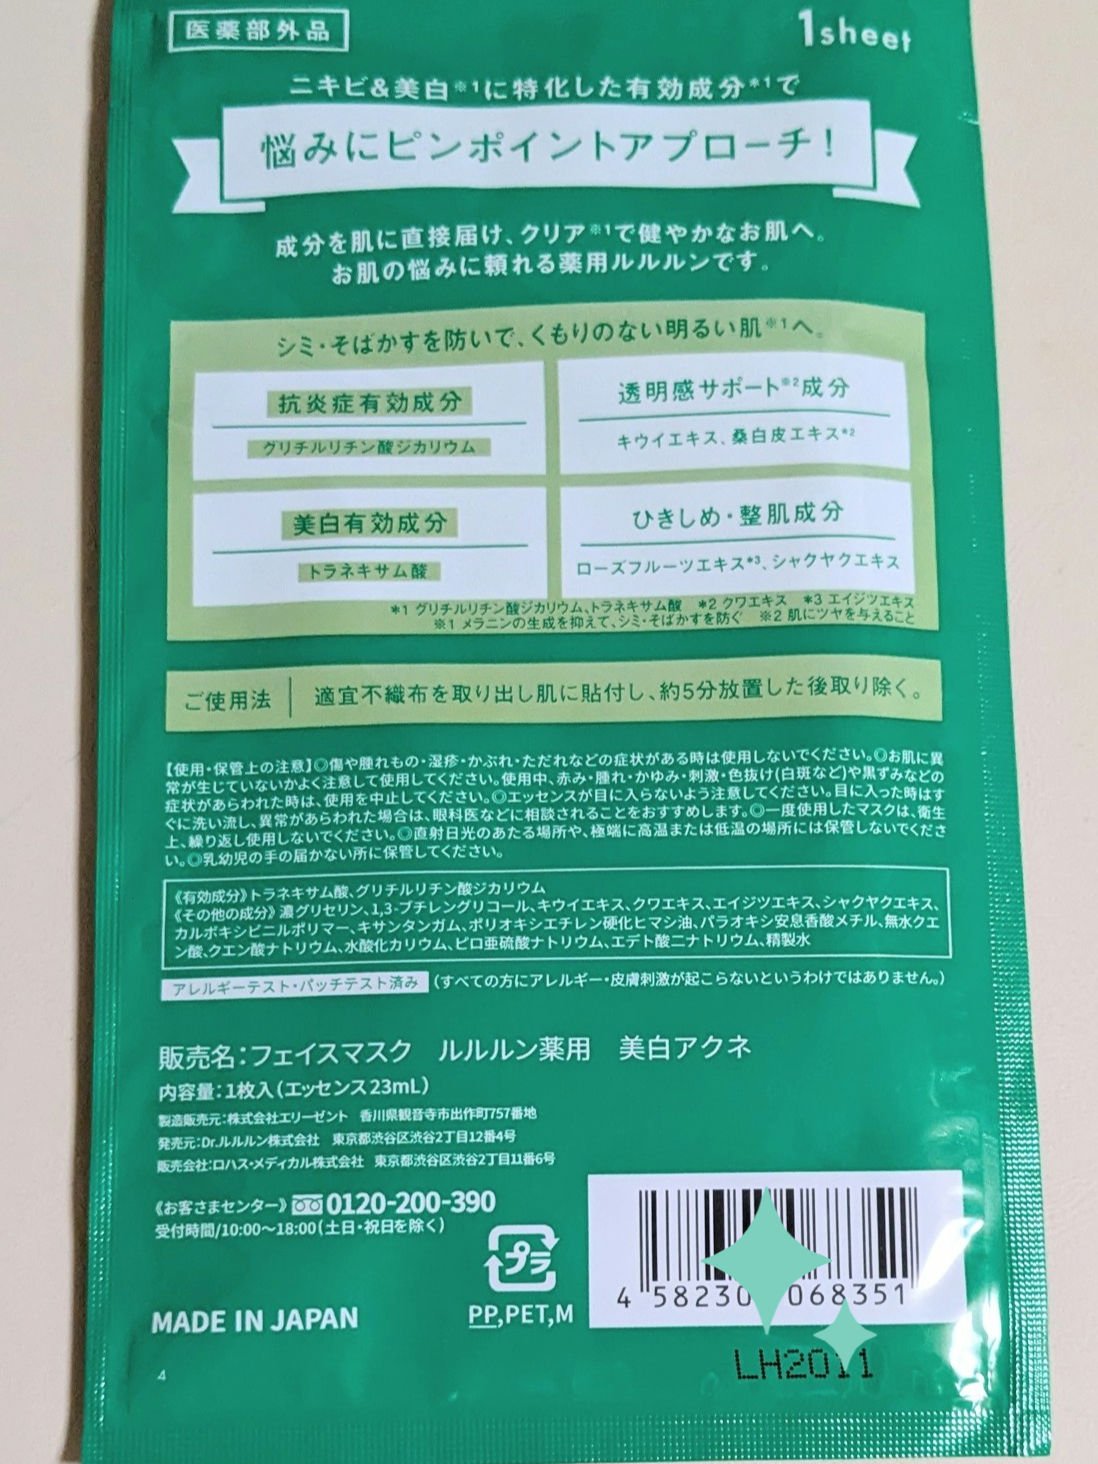 医薬部外品
1sheet
ニキビ&美白※1に特化した有効成分*1で
悩みにピンポイントアプローチ!
成分を肌に直接届け、クリア※1で健やかなお肌へ。
お肌の悩みに頼れる薬用ルルルンです。
シミ・そばかすを防いで、くもりのない明るい肌※1へ。
抗炎症有効成分
グリチルリチン酸ジカリウム
透明感サポート※2成分
キウイエキス、桑白皮エキス*2
美白有効成分
トラネキサム酸
ひきしめ・整肌成分
ローズフルーツエキス*3、シャクヤクエキス
*1 グリチルリチン酸ジカリウム、トラネキサム酸 *2 クワエキス *3 エイジツエキス
※1 メラニンの生成を抑えて、シミ・そばかすを防ぐ ※2 肌にツヤを与えること
ご使用法 適宜不織布を取り出し肌に貼付し、約5分放置した後取り除く。
【使用・保管上の注意】◎傷や腫れもの・湿疹・かぶれ・ただれなどの症状がある時は使用しないでください。◎お肌に異
常が生じていないかよく注意して使用してください。使用中、赤み・腫れ・かゆみ・刺激・色抜け(白斑など)や黒ずみなどの
症状があらわれた時は、使用を中止してください。◎エッセンスが目に入らないよう注意してください。目に入った時はす
ぐに洗い流し、異常があらわれた場合は、眼科医などに相談されることをおすすめします。◎一度使用したマスクは、衛生
上、繰り返し使用しないでください。◎直射日光のあたる場所や、極端に高温または低温の場所には保管しないでくださ
い。◎乳幼児の手の届かない所に保管してください。
《有効成分》トラネキサム酸、グリチルリチン酸ジカリウム
《その他の成分》濃グリセリン、1,3-ブチレングリコール、キウイエキス、クワエキス、エイジツエキス、シャクヤクエキス、
カルボキシビニルポリマー、キサンタンガム、ポリオキシエチレン硬化ヒマシ油、パラオキシ安息香酸メチル、無水クエ
ン酸、クエン酸ナトリウム、水酸化カリウム、ピロ亜硫酸ナトリウム、エデト酸二ナトリウム、精製水
アレルギーテスト・パッチテスト済み (すべての方にアレルギー・皮膚刺激が起こらないというわけではありません。)
販売名:フェイスマスク ルルルン薬用 美白アクネ
内容量:1枚入(エッセンス23mL)
製造販売元:株式会社エリーゼント 香川県観音寺市出作町757番地
発売元:Dr.ルルルン株式会社 東京都渋谷区渋谷2丁目12番4号
販売会社:ロハス・メディカル株式会社 東京都渋谷区渋谷2丁目11番6号
《お客さまセンター》 0120-200-390
受付時間/10:00〜18:00(土日・祝日を除く)
プラ
PP,PET,M
MADE IN JAPAN
4 58230 068351
LH2011
4